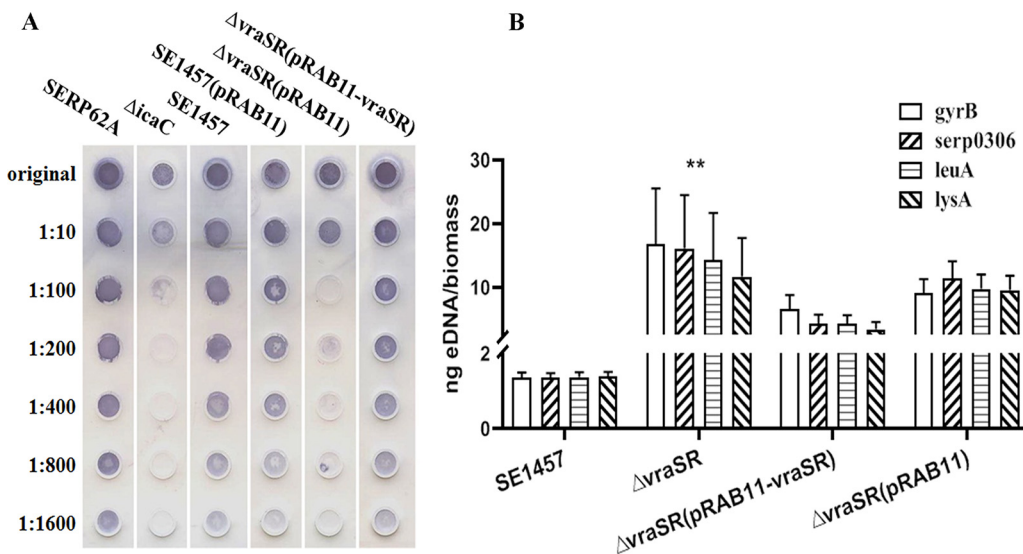 A
SERP62A
ΔicaC
SE1457
SE1457(pRAB11)
ΔvraSR(pRAB11)
ΔvraSR(pRAB11-vraSR)
original
1:10
1:100
1:200
1:400
1:800
1:1600
B
gyrB
serp0306
leuA
lysA
**
30
20
10
2
0
ng eDNA/biomass
SE1457
ΔvraSR
ΔvraSR(pRAB11-vraSR)
ΔvraSR(pRAB11)